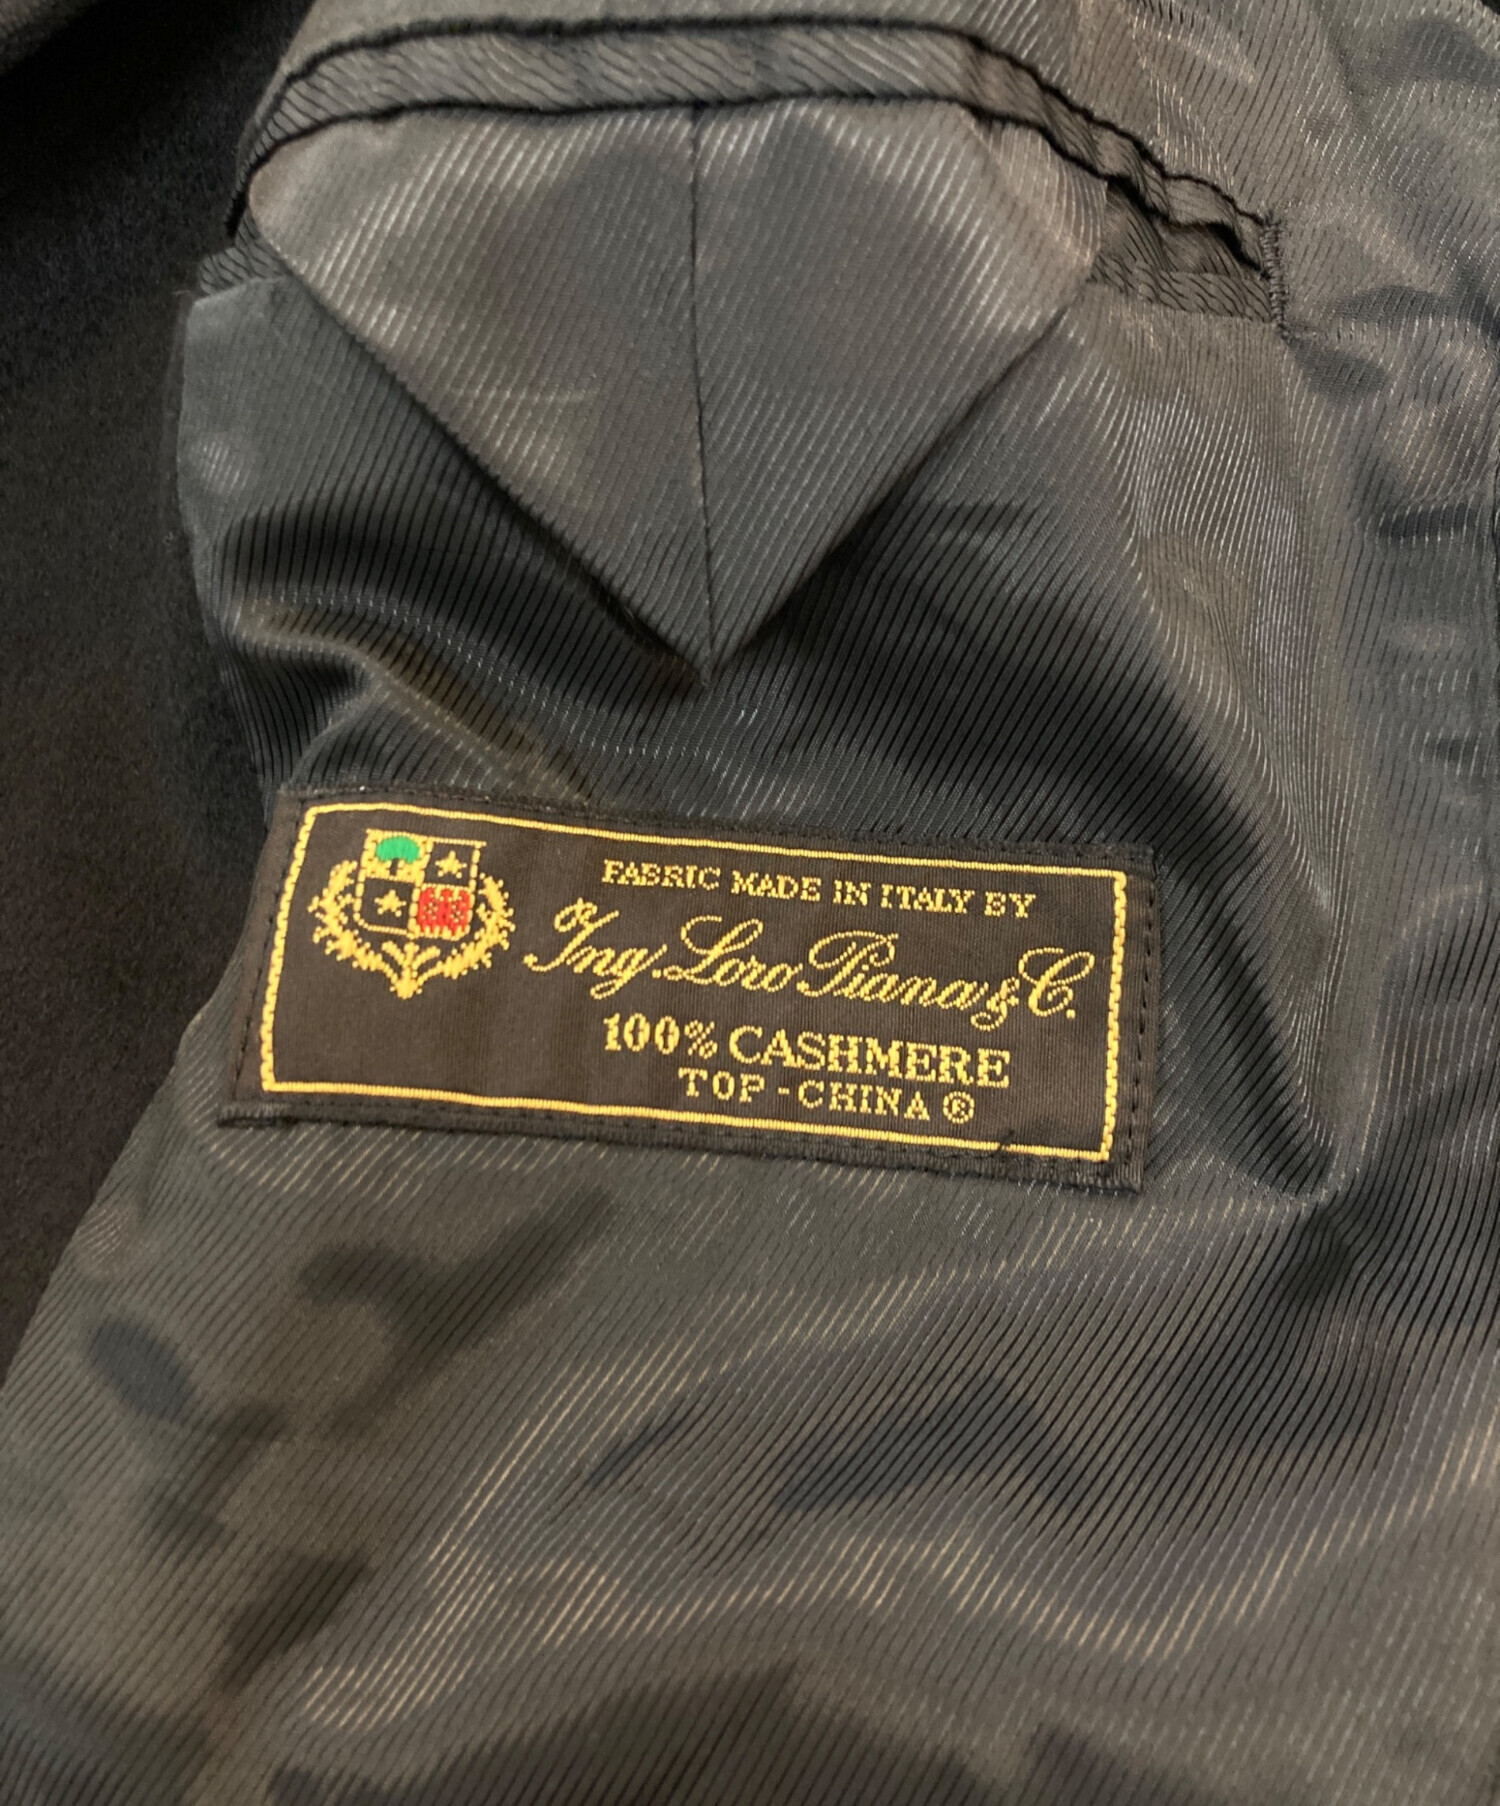 FABRIC MADE IN ITALY BY
Ing. Loro Piana & C.
100% CASHMERE
TOP-CHINA ®